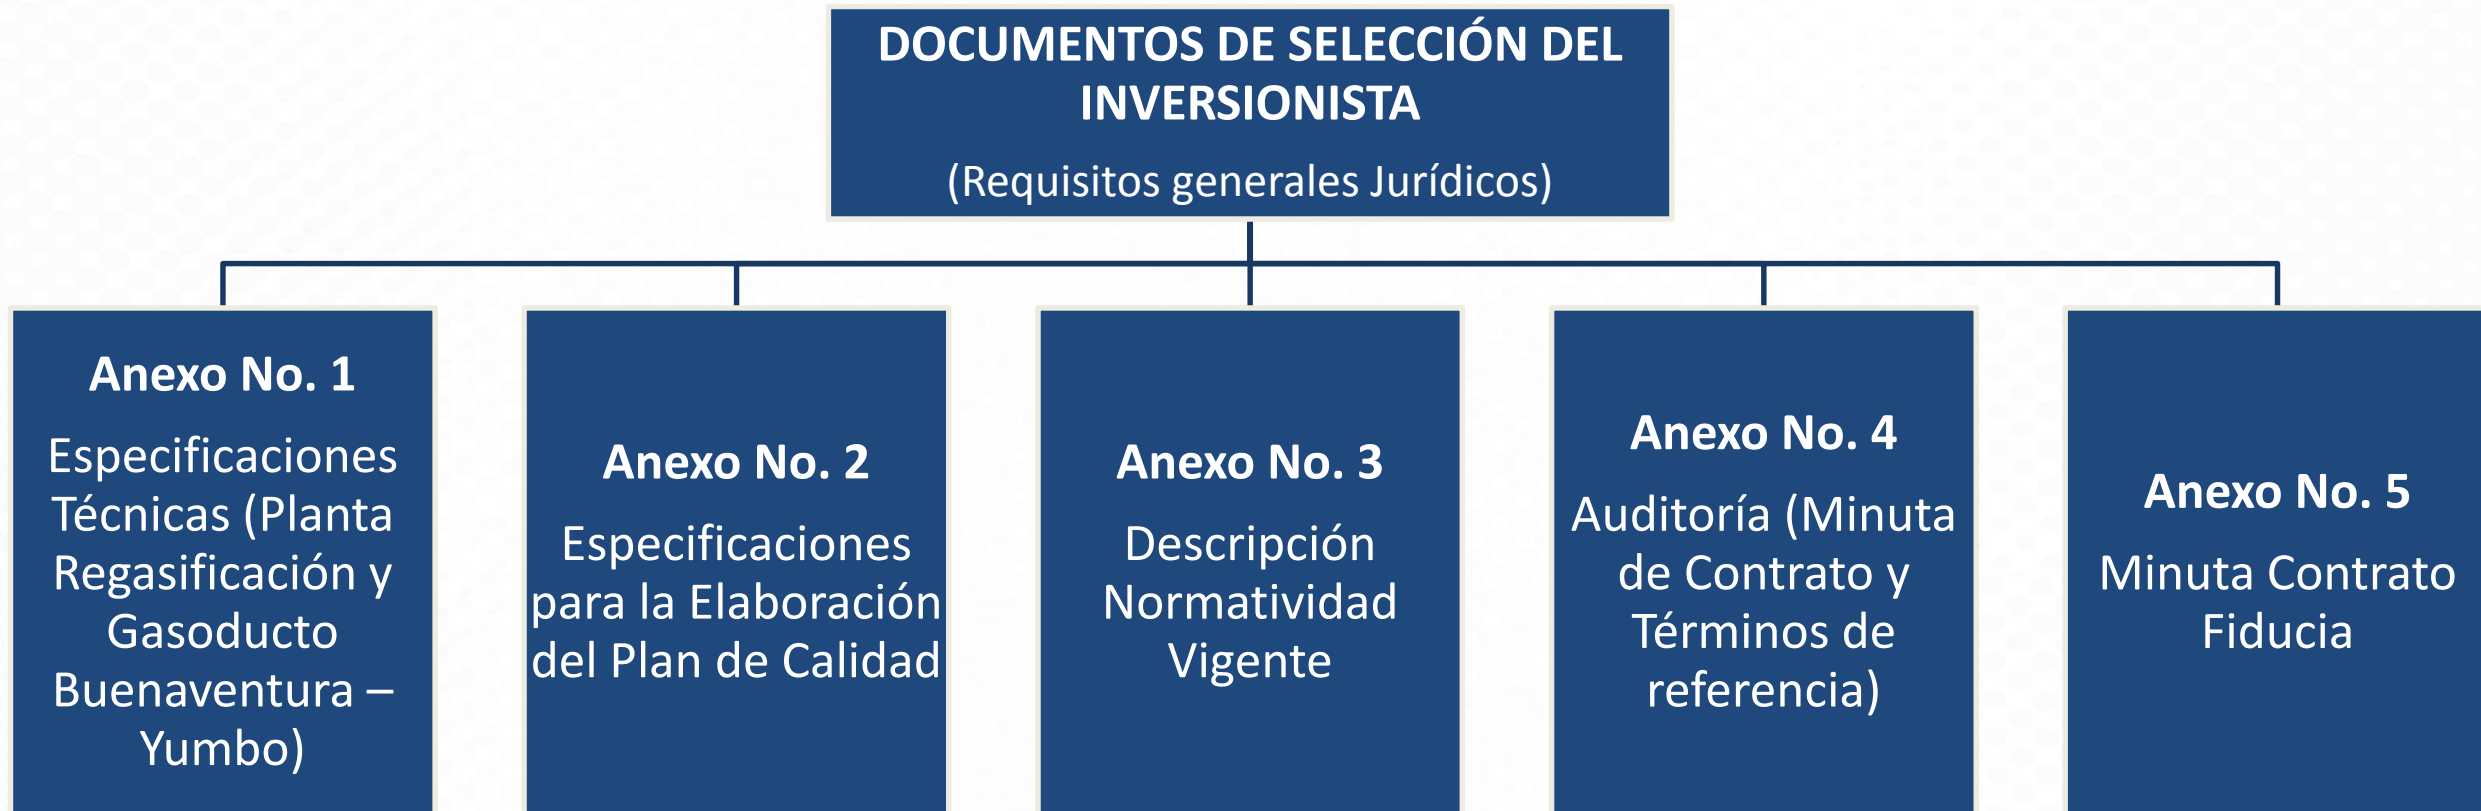 DOCUMENTOS DE SELECCIÓN DEL
INVERSIONISTA
(Requisitos generales Jurídicos)
Anexo No. 1
Especificaciones
Técnicas (Planta
Regasificación y
Gasoducto
Buenaventura –
Yumbo)
Anexo No. 2
Especificaciones
para la Elaboración
del Plan de Calidad
Anexo No. 3
Descripción
Normatividad
Vigente
Anexo No. 4
Auditoría (Minuta
de Contrato y
Términos de
referencia)
Anexo No. 5
Minuta Contrato
Fiducia